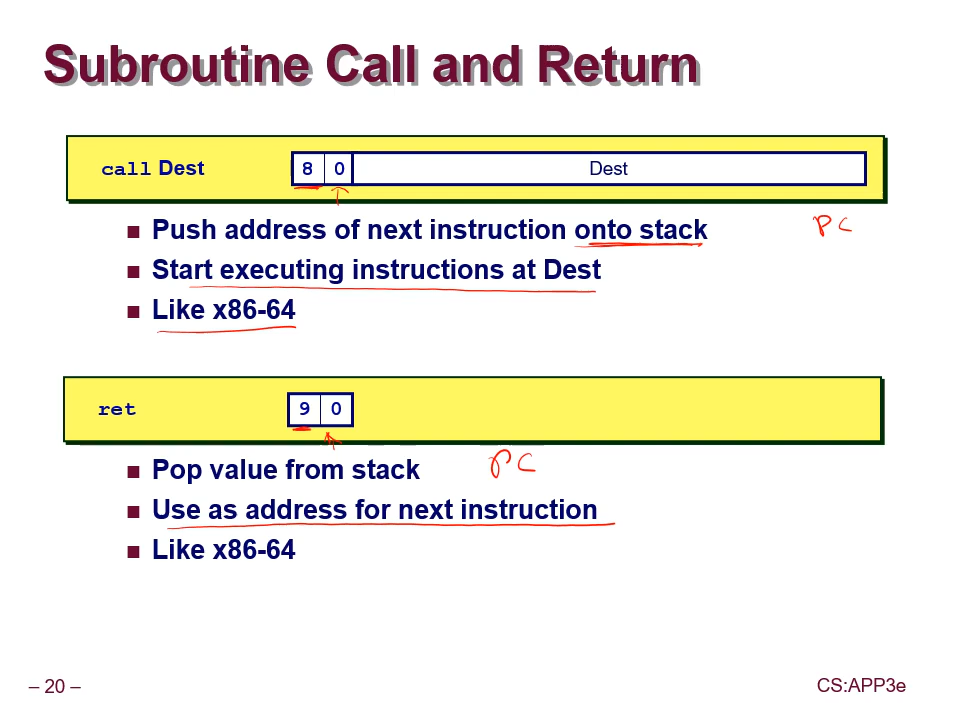 Subroutine Call and Return
call Dest 8 0 Dest
■ Push address of next instruction onto stack PC
■ Start executing instructions at Dest
■ Like x86-64
ret 9 0
■ Pop value from stack PC
■ Use as address for next instruction
■ Like x86-64
– 20 – CS:APP3e